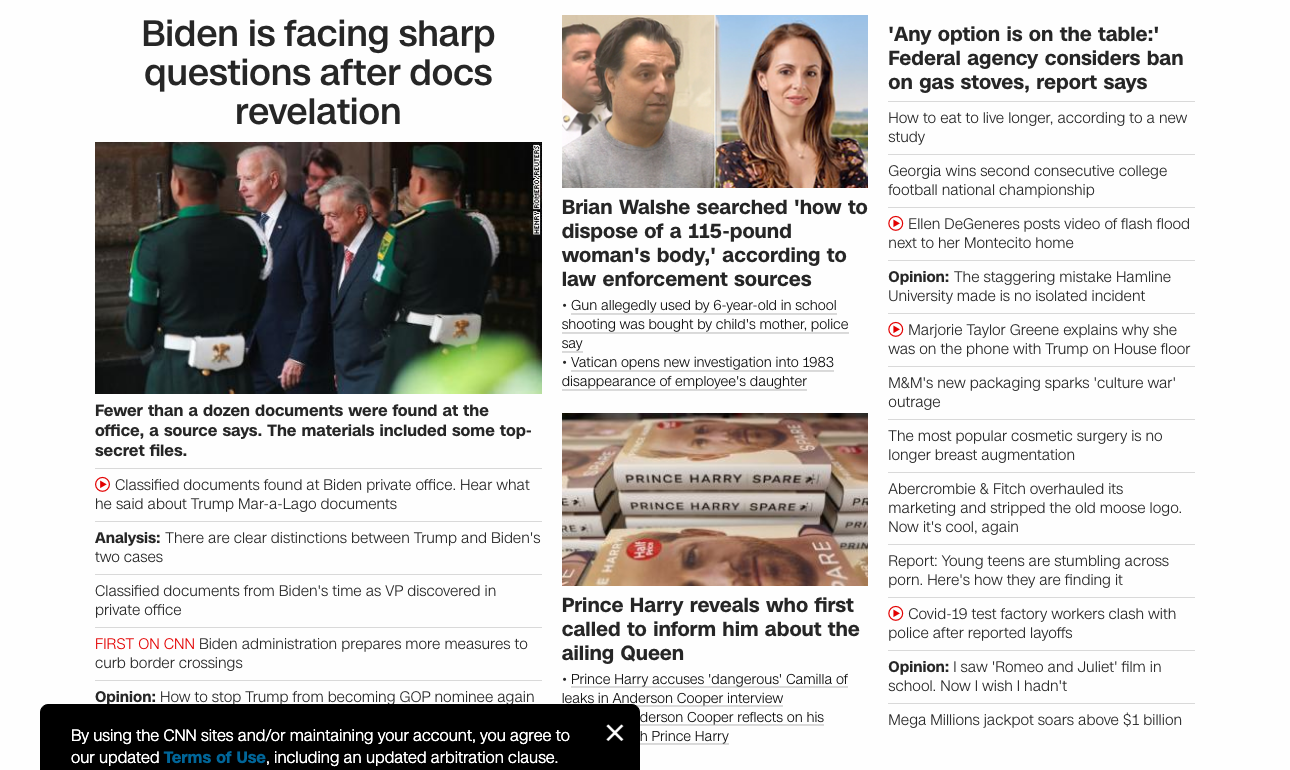 Biden is facing sharp
questions after docs
revelation
HENRY ROMERO/REUTERS
Fewer than a dozen documents were found at the
office, a source says. The materials included some top-
secret files.
Classified documents found at Biden private office. Hear what
he said about Trump Mar-a-Lago documents
Analysis: There are clear distinctions between Trump and Biden's
two cases
Classified documents from Biden's time as VP discovered in
private office
FIRST ON CNN Biden administration prepares more measures to
curb border crossings
Opinion: How to stop Trump from becoming GOP nominee again
Brian Walshe searched 'how to
dispose of a 115-pound
woman's body,' according to
law enforcement sources
• Gun allegedly used by 6-year-old in school
shooting was bought by child's mother, police
say
• Vatican opens new investigation into 1983
disappearance of employee's daughter
SPARE
PRINCE HARRY SPARE
PRINCE HARRY SPARE
Half Price
SPARE
Prince Harry reveals who first
called to inform him about the
ailing Queen
• Prince Harry accuses 'dangerous' Camilla of
leaks in Anderson Cooper interview
derson Cooper reflects on his
h Prince Harry
'Any option is on the table:'
Federal agency considers ban
on gas stoves, report says
How to eat to live longer, according to a new
study
Georgia wins second consecutive college
football national championship
Ellen DeGeneres posts video of flash flood
next to her Montecito home
Opinion: The staggering mistake Hamline
University made is no isolated incident
Marjorie Taylor Greene explains why she
was on the phone with Trump on House floor
M&M's new packaging sparks 'culture war'
outrage
The most popular cosmetic surgery is no
longer breast augmentation
Abercrombie & Fitch overhauled its
marketing and stripped the old moose logo.
Now it's cool, again
Report: Young teens are stumbling across
porn. Here's how they are finding it
Covid-19 test factory workers clash with
police after reported layoffs
Opinion: I saw 'Romeo and Juliet' film in
school. Now I wish I hadn't
Mega Millions jackpot soars above $1 billion
By using the CNN sites and/or maintaining your account, you agree to
our updated Terms of Use, including an updated arbitration clause.